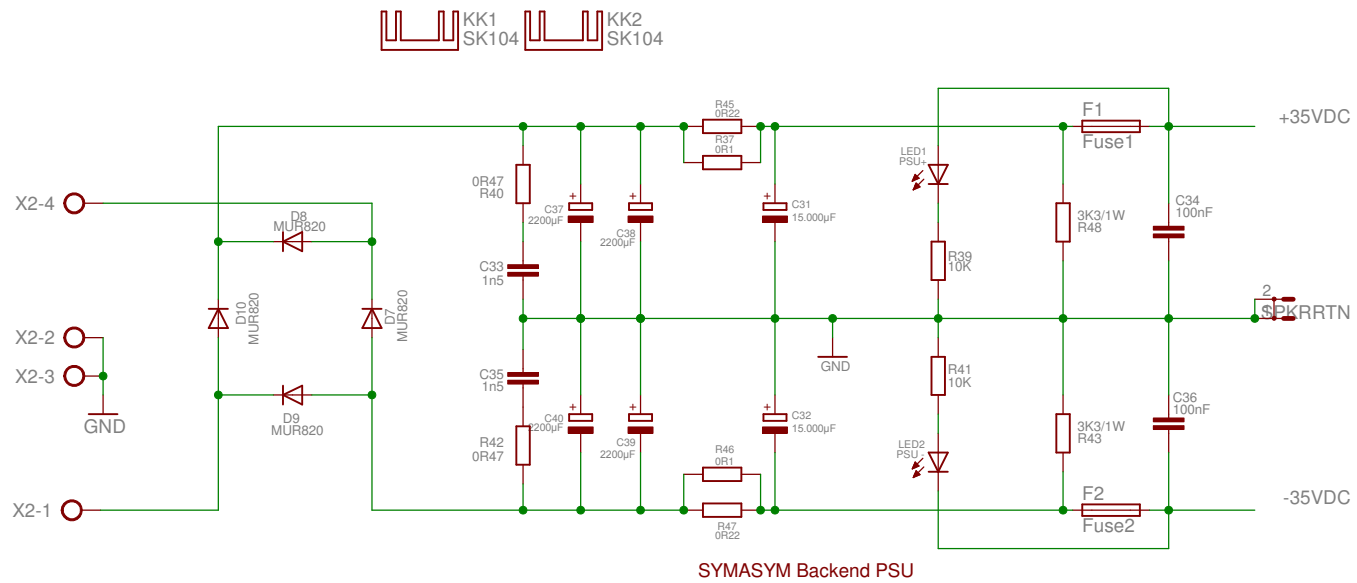 KK1
SK104
KK2
SK104
R45
0R22
R37
0R1
F1
Fuse1
+35VDC
LED1
PSU+
X2-4
0R47
R40
C37
2200µF
C38
2200µF
C31
15.000µF
3K3/1W
R48
C34
100nF
D8
MUR820
D10
MUR820
D7
MUR820
C33
1n5
R39
10K
2
1
SPKRRTN
X2-2
X2-3
GND
GND
C35
1n5
R41
10K
D9
MUR820
C40
2200µF
C39
2200µF
C32
15.000µF
3K3/1W
R43
C36
100nF
R42
0R47
R46
0R1
LED2
PSU -
X2-1
R47
0R22
F2
Fuse2
-35VDC
SYMASYM Backend PSU